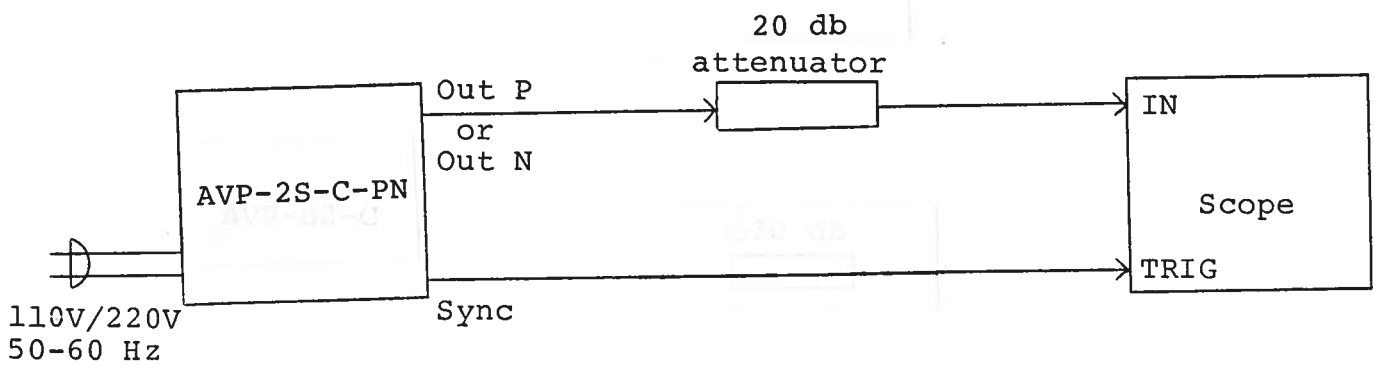 20 db
attenuator
Out P
or
Out N
IN
AVP-2S-C-PN
Scope
TRIG
Sync
110V/220V
50-60 Hz